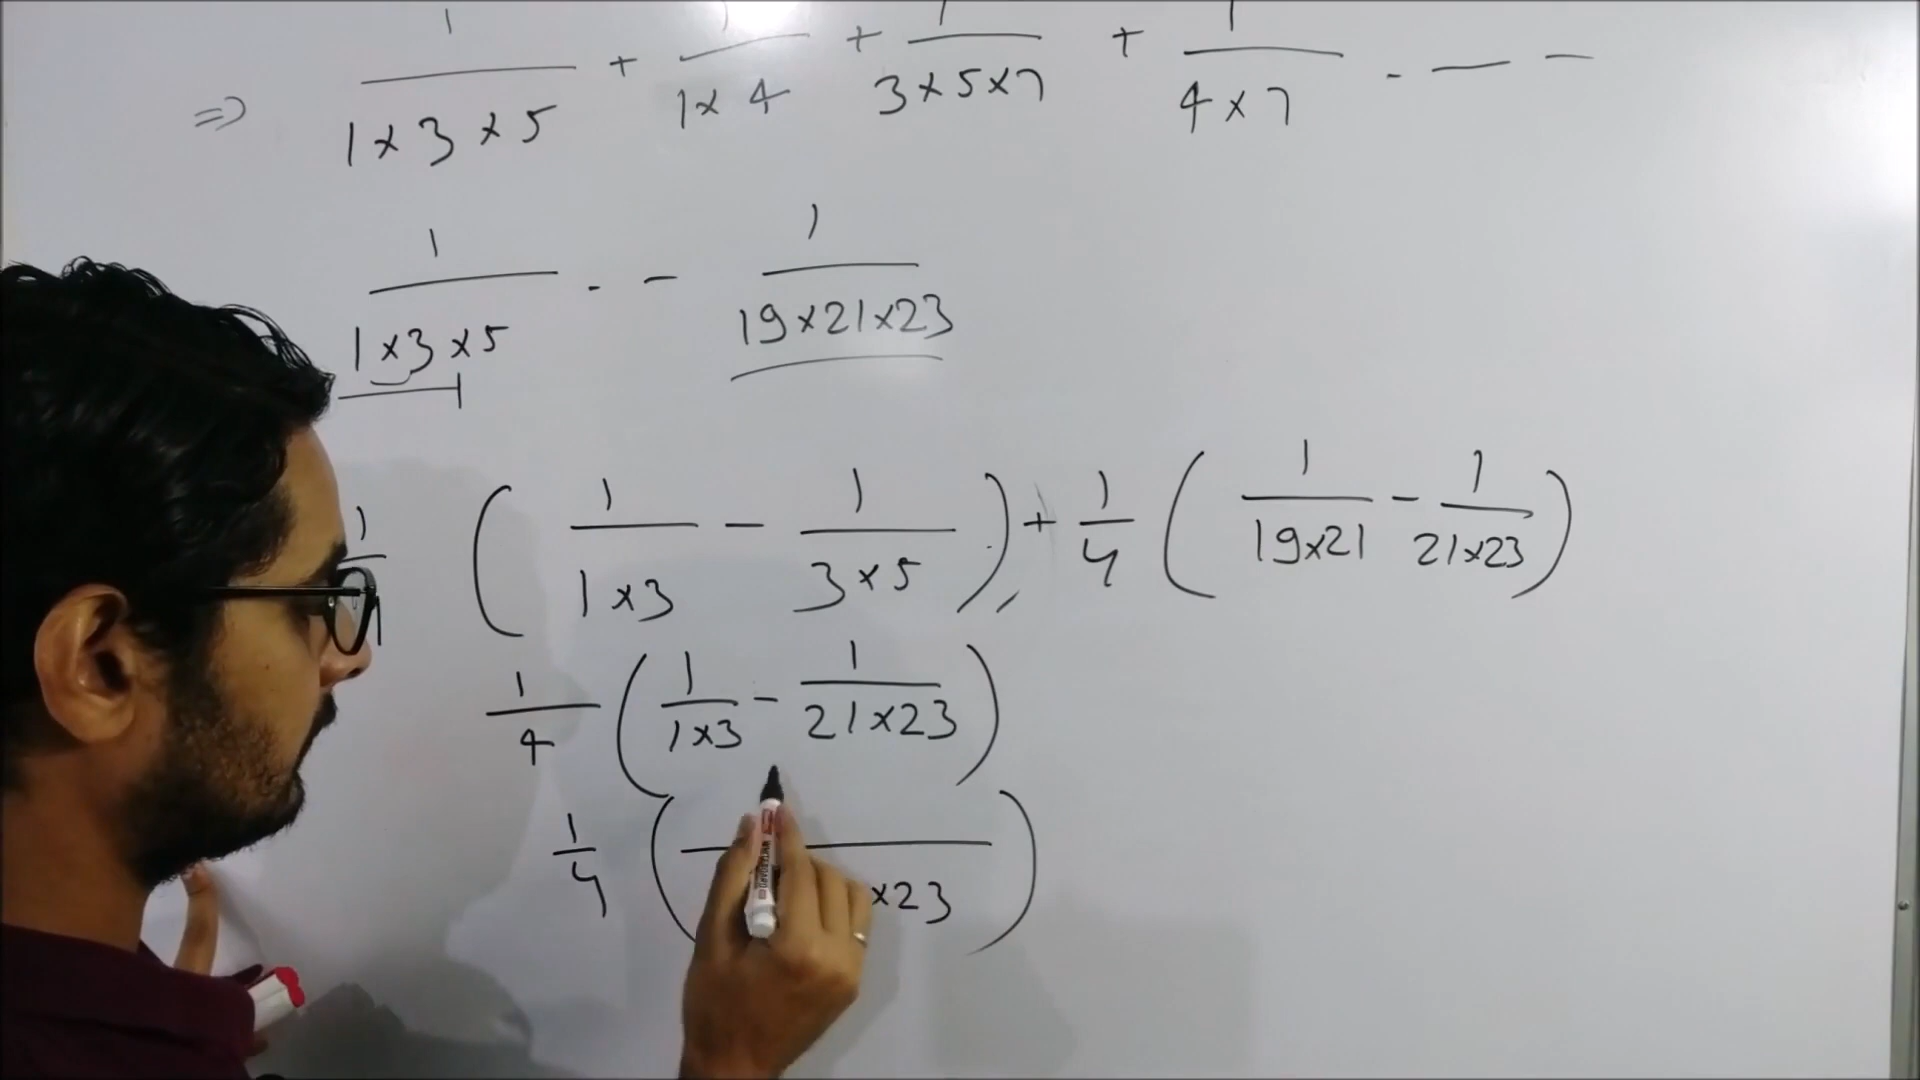 ⇒ 1/(1×3×5) + 1/(1×4) + 1/(3×5×7) + 1/(4×7) . — —
1/(1×3×5) . - 1/(19×21×23)
1/4 ( 1/(1×3) − 1/(3×5) ) , + 1/4 ( 1/(19×21) − 1/(21×23) )
1/4 ( 1/(1×3) − 1/(21×23) )
1/4 ( ×23 )